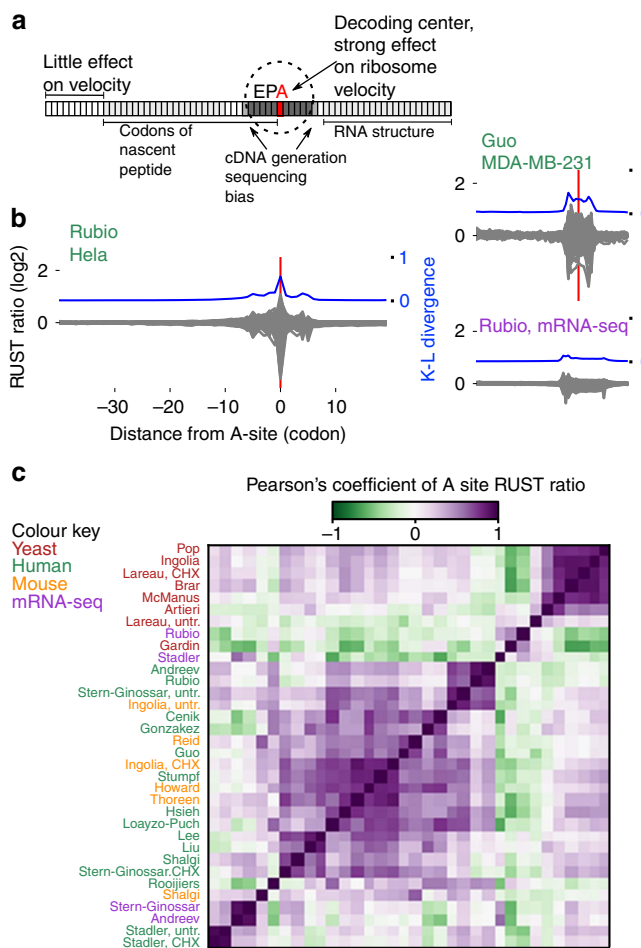 a
Little effect
on velocity
Decoding center,
strong effect
on ribosome
velocity
EPA
Codons of
nascent
peptide
cDNA generation
sequencing
bias
RNA structure
b
Rubio
Hela
RUST ratio (log2)
2
0
1
0
K-L divergence
−30
−20
−10
0
10
Distance from A-site (codon)
Guo
MDA-MB-231
2
0
Rubio, mRNA-seq
2
0
c
Pearson's coefficient of A site RUST ratio
−1
0
1
Colour key
Yeast
Human
Mouse
mRNA-seq
Pop
Ingolia
Lareau, CHX
Brar
McManus
Artieri
Lareau, untr.
Rubio
Gardin
Stadler
Andreev
Rubio
Stern-Ginossar, untr.
Ingolia, untr.
Cenik
Gonzakez
Reid
Guo
Ingolia, CHX
Stumpf
Howard
Thoreen
Hsieh
Loayzo-Puch
Lee
Liu
Shalgi
Stern-Ginossar.CHX
Rooijiers
Shalgi
Stern-Ginossar
Andreev
Stadler, untr.
Stadler, CHX